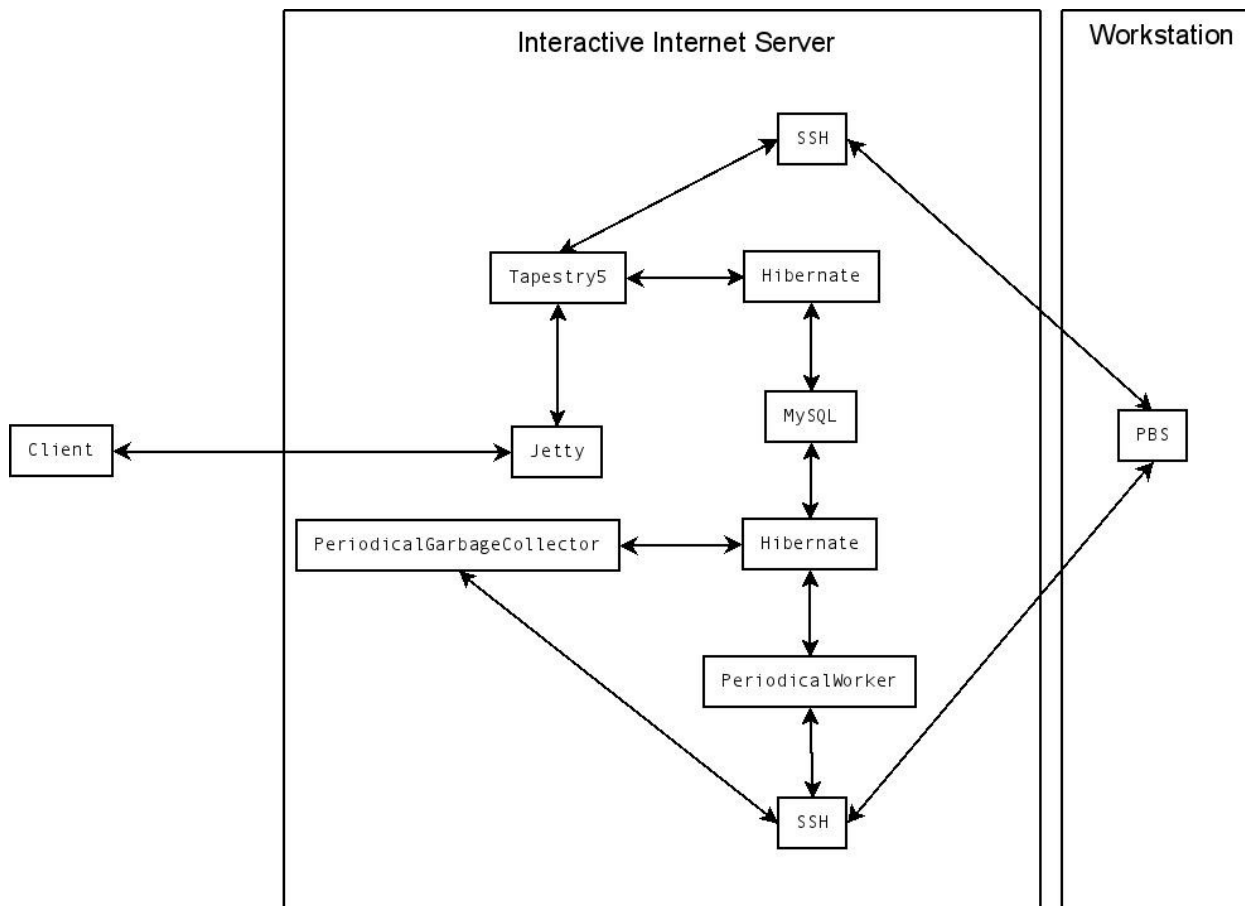 Interactive Internet Server
Workstation
SSH
Tapestry5
Hibernate
MySQL
PBS
Client
Jetty
PeriodicalGarbageCollector
Hibernate
PeriodicalWorker
SSH